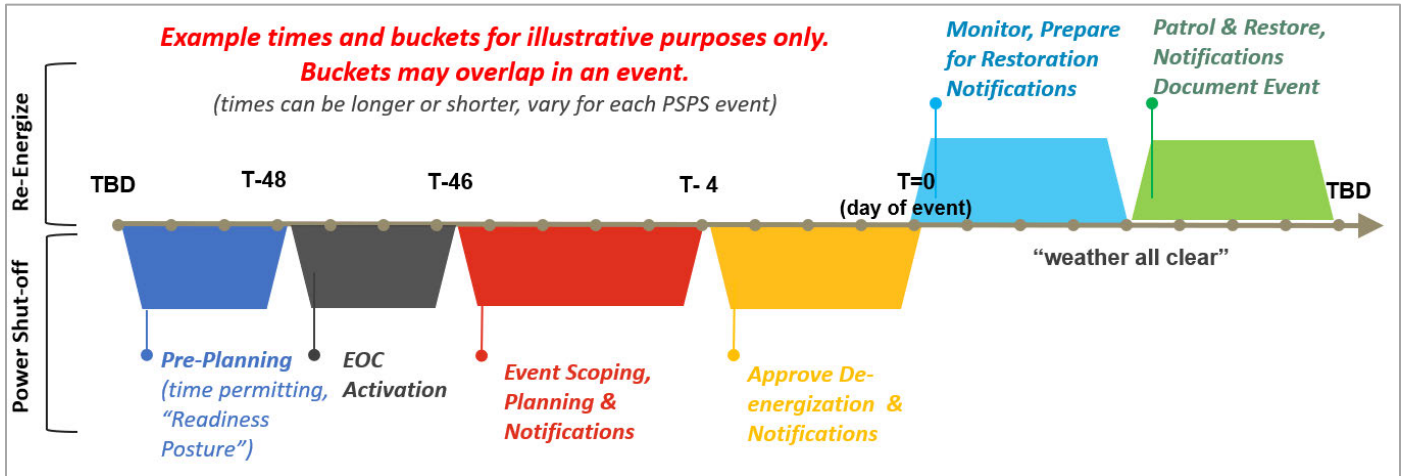 Example times and buckets for illustrative purposes only.
Buckets may overlap in an event.
(times can be longer or shorter, vary for each PSPS event)
Monitor, Prepare
for Restoration
Notifications
Patrol & Restore,
Notifications
Document Event
Re-Energize
TBD
T-48
T-46
T- 4
T=0
(day of event)
TBD
“weather all clear”
Power Shut-off
Pre-Planning
(time permitting,
“Readiness
Posture”)
EOC
Activation
Event Scoping,
Planning &
Notifications
Approve De-
energization &
Notifications